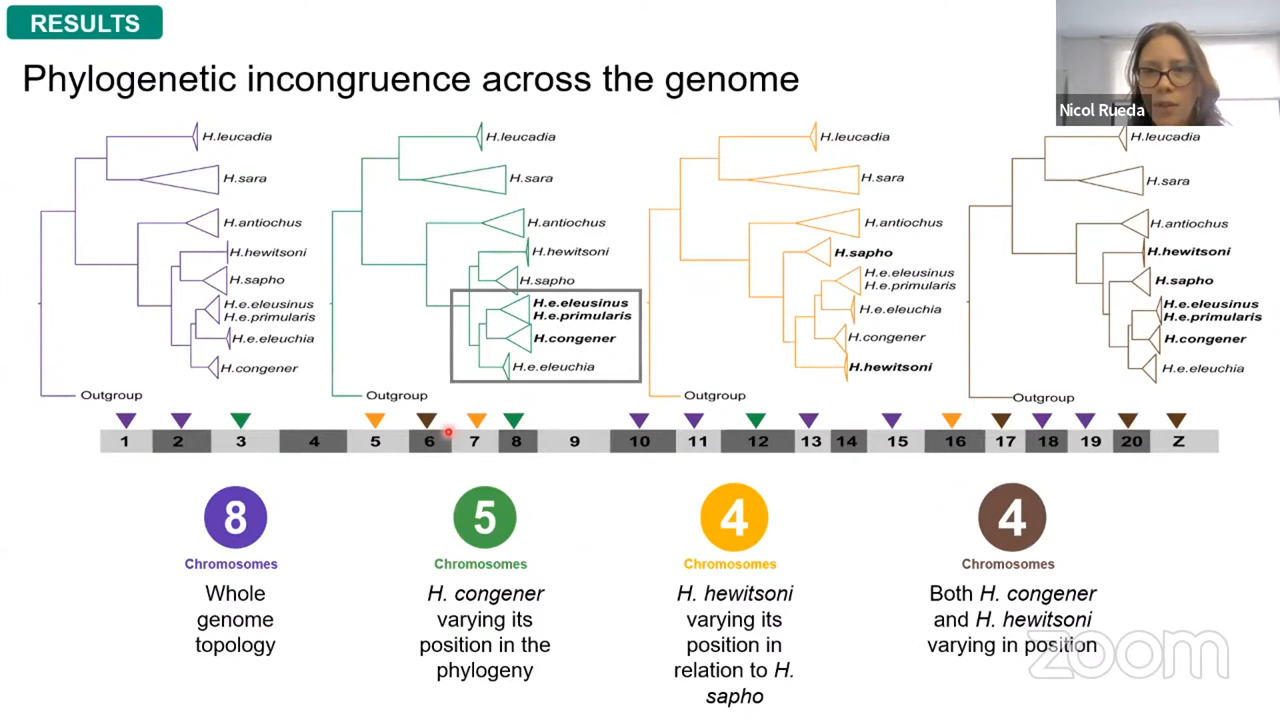 RESULTS
Phylogenetic incongruence across the genome
Nicol Rueda
H.leucadia
H.sara
H.antiochus
H.hewitsoni
H.sapho
H.e.eleusinus
H.e.primularis
H.e.eleuchia
H.congener
Outgroup
H.leucadia
H.sara
H.antiochus
H.hewitsoni
H.sapho
H.e.eleusinus
H.e.primularis
H.congener
H.e.eleuchia
Outgroup
H.leucadia
H.sara
H.antiochus
H.sapho
H.e.eleusinus
H.e.primularis
H.e.eleuchia
H.congener
H.hewitsoni
Outgroup
H.leucadia
H.sara
H.antiochus
H.hewitsoni
H.sapho
H.e.eleusinus
H.e.primularis
H.congener
H.e.eleuchia
Outgroup
1 2 3 4 5 6 7 8 9 10 11 12 13 14 15 16 17 18 19 20 Z
8
Chromosomes
Whole
genome
topology
5
Chromosomes
H. congener
varying its
position in the
phylogeny
4
Chromosomes
H. hewitsoni
varying its
position in
relation to H.
sapho
4
Chromosomes
Both H. congener
and H. hewitsoni
varying in position
zoom